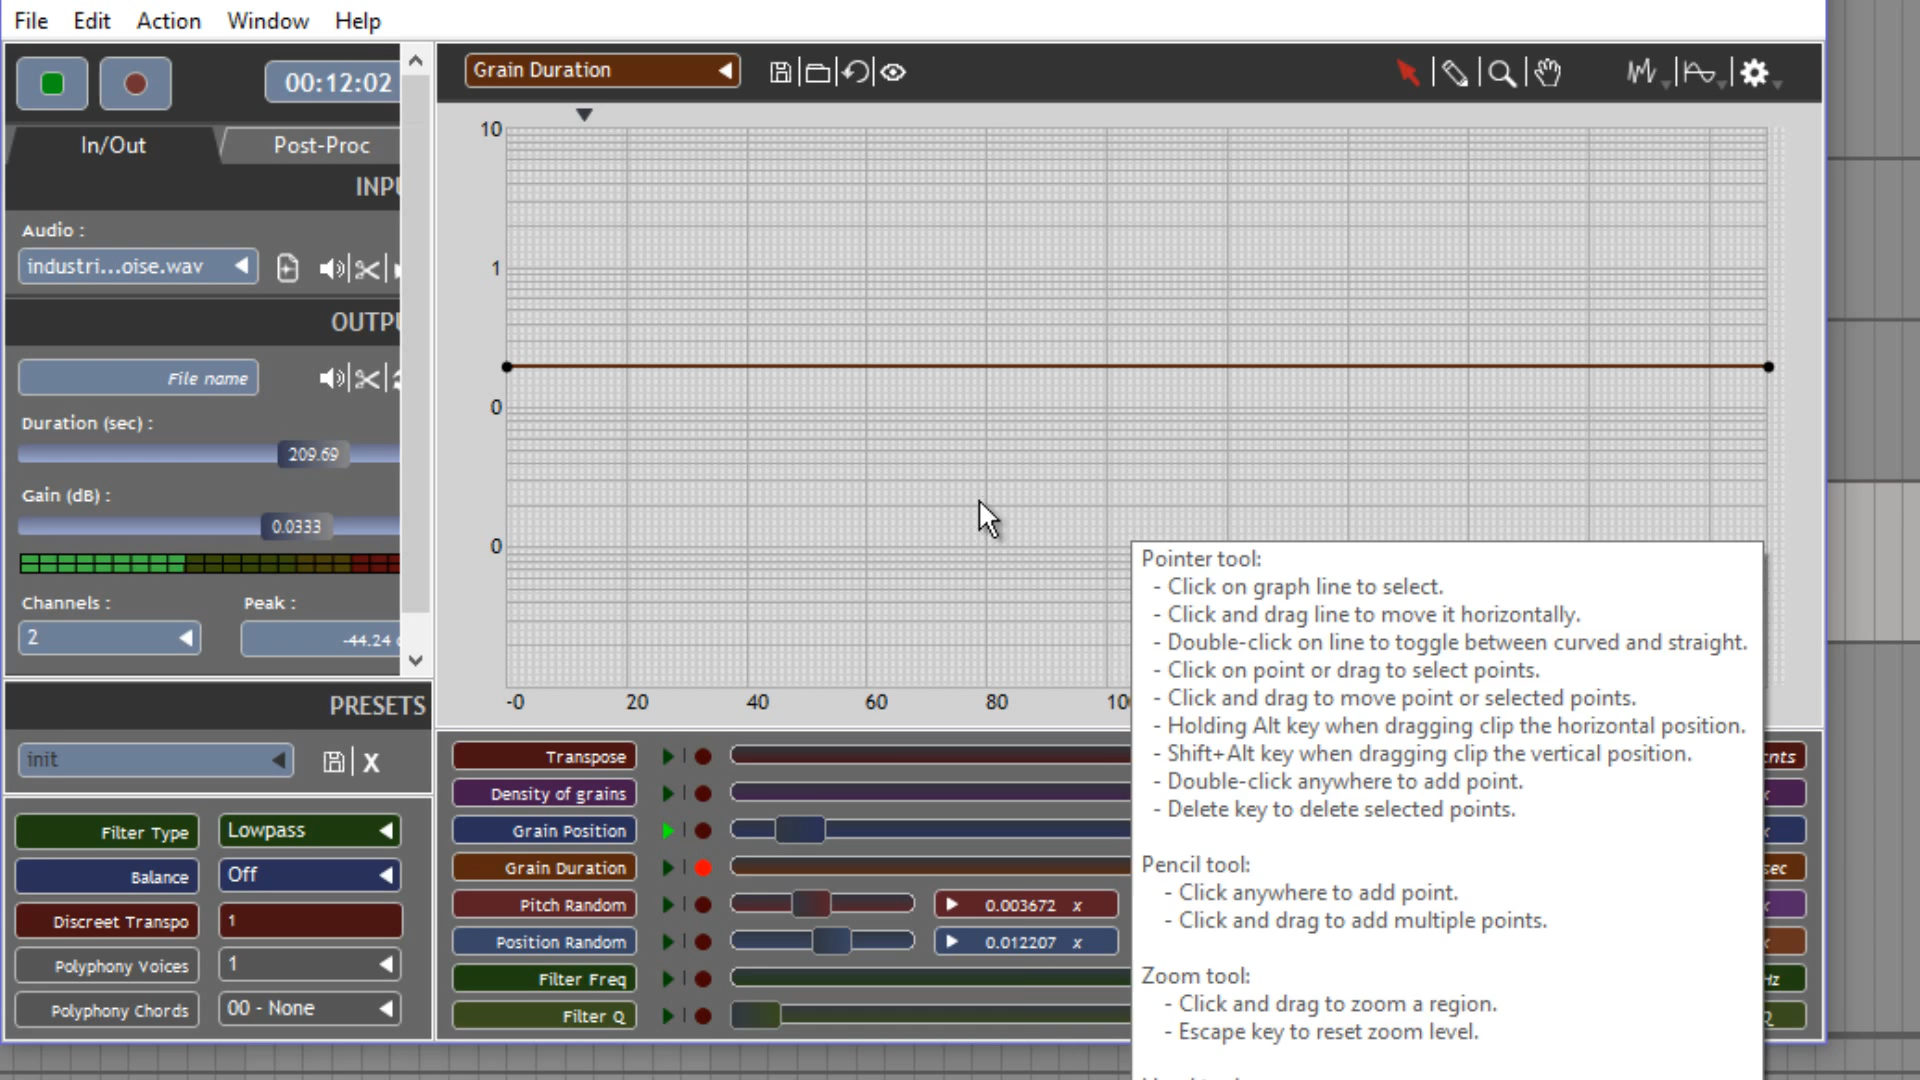 File Edit Action Window Help
00:12:02
In/Out Post-Proc
Audio :
industri...oise.wav
File name
Duration (sec) :
209.69
Gain (dB) :
0.0333
Channels : Peak :
2 -44.24
PRESETS
init X
Filter Type Lowpass
Balance Off
Discreet Transpo 1
Polyphony Voices 1
Polyphony Chords 00 - None
Grain Duration
10
1
0
0
-0 20 40 60 80
Transpose
Density of grains
Grain Position
Grain Duration
Pitch Random 0.003672 x
Position Random 0.012207 x
Filter Freq
Filter Q
Pointer tool:
- Click on graph line to select.
- Click and drag line to move it horizontally.
- Double-click on line to toggle between curved and straight.
- Click on point or drag to select points.
- Click and drag to move point or selected points.
- Holding Alt key when dragging clip the horizontal position.
- Shift+Alt key when dragging clip the vertical position.
- Double-click anywhere to add point.
- Delete key to delete selected points.
Pencil tool:
- Click anywhere to add point.
- Click and drag to add multiple points.
Zoom tool:
- Click and drag to zoom a region.
- Escape key to reset zoom level.